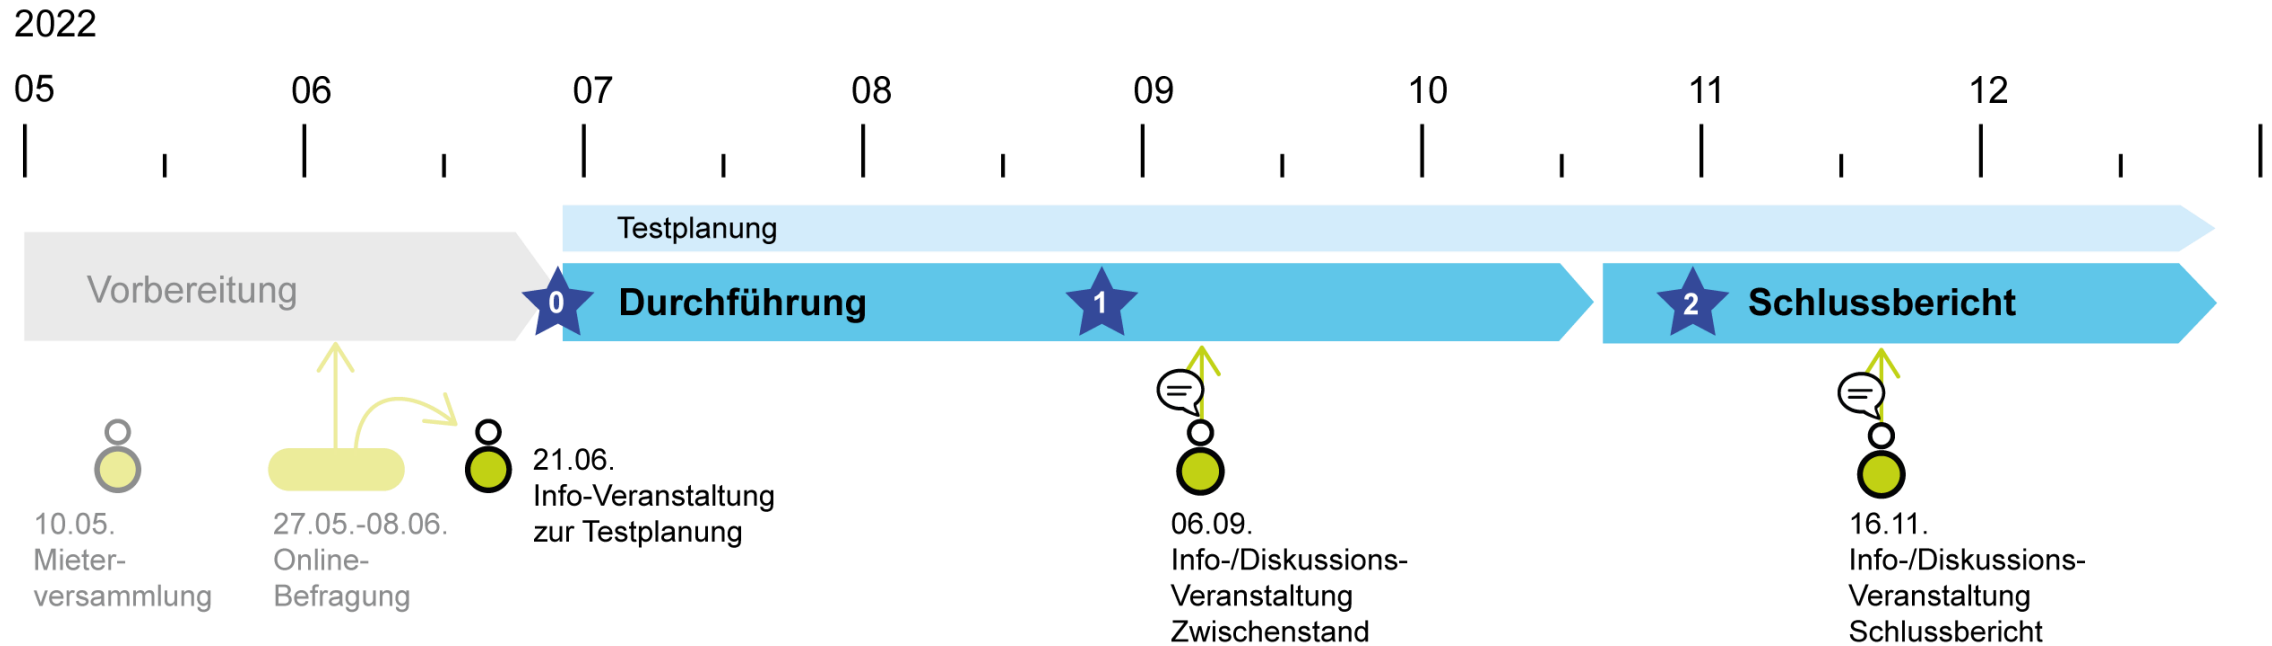 2022
05 06 07 08 09 10 11 12
Testplanung
Vorbereitung
0
Durchführung
1
2
Schlussbericht
10.05.
Mieter-
versammlung
27.05.-08.06.
Online-
Befragung
21.06.
Info-Veranstaltung
zur Testplanung
06.09.
Info-/Diskussions-
Veranstaltung
Zwischenstand
16.11.
Info-/Diskussions-
Veranstaltung
Schlussbericht